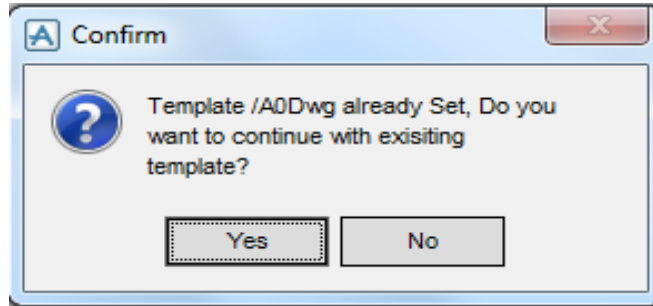 Confirm
Template /A0Dwg already Set, Do you
want to continue with exisiting
template?
Yes
No